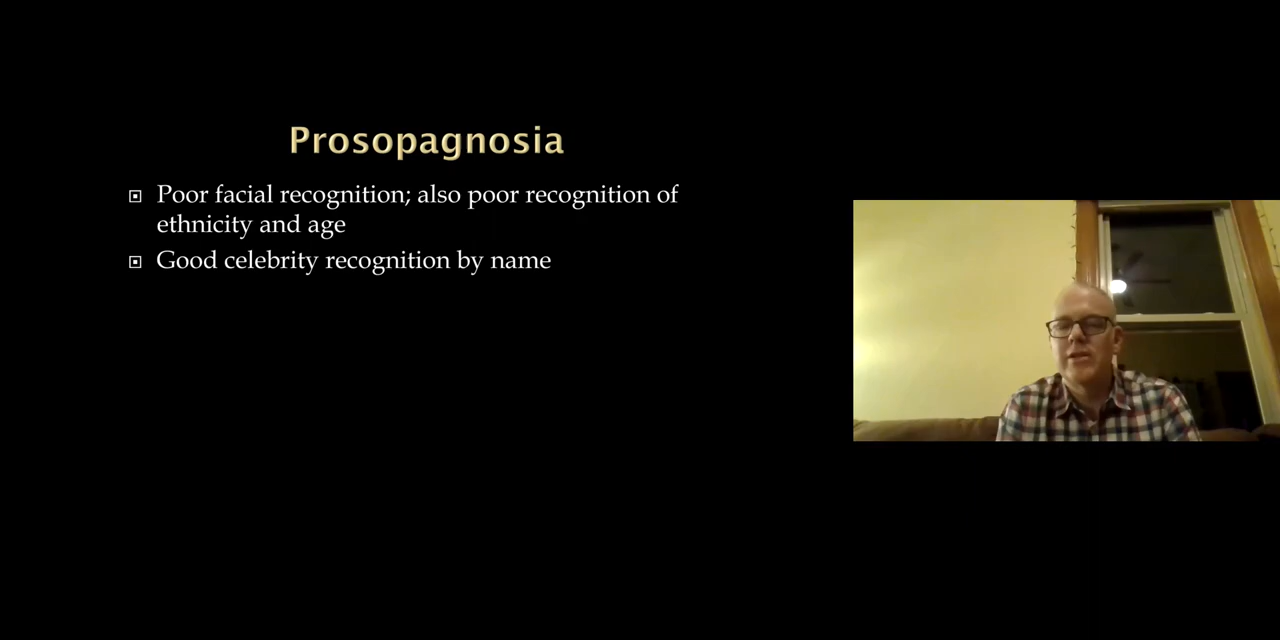 Prosopagnosia
Poor facial recognition; also poor recognition of
ethnicity and age
Good celebrity recognition by name